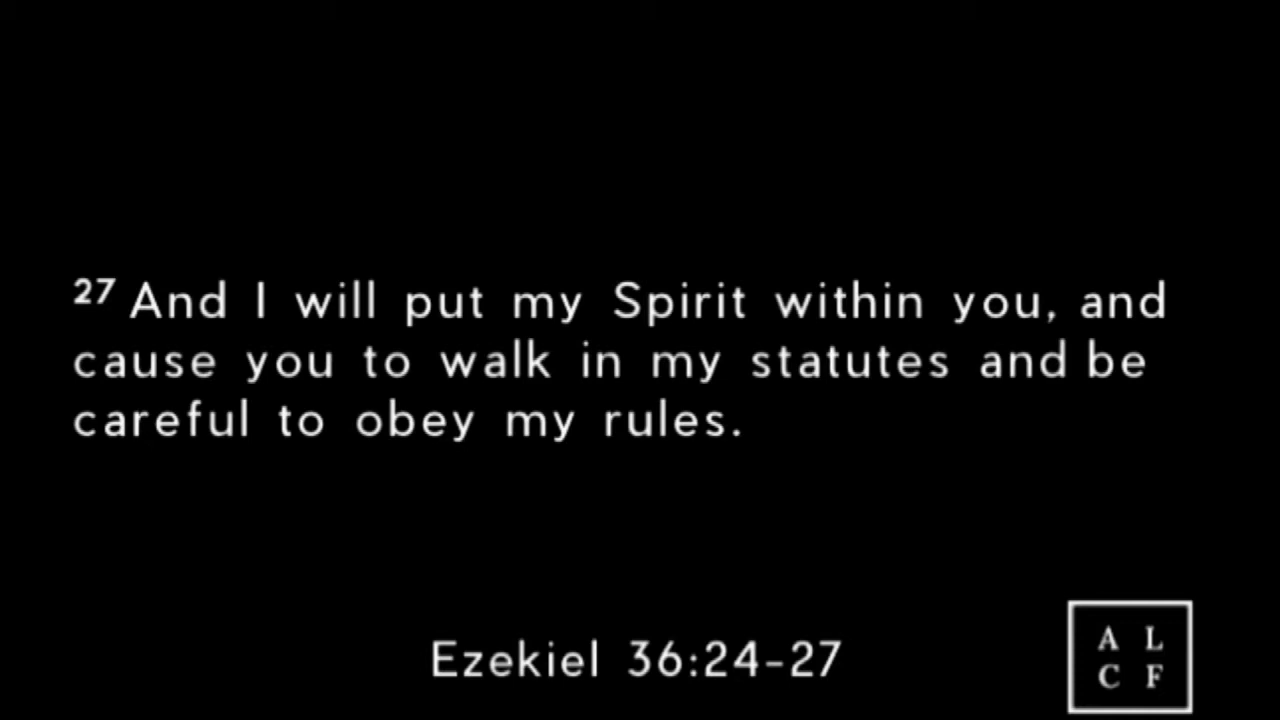 ²⁷ And I will put my Spirit within you, and
cause you to walk in my statutes and be
careful to obey my rules.
Ezekiel 36:24-27
A L
C F